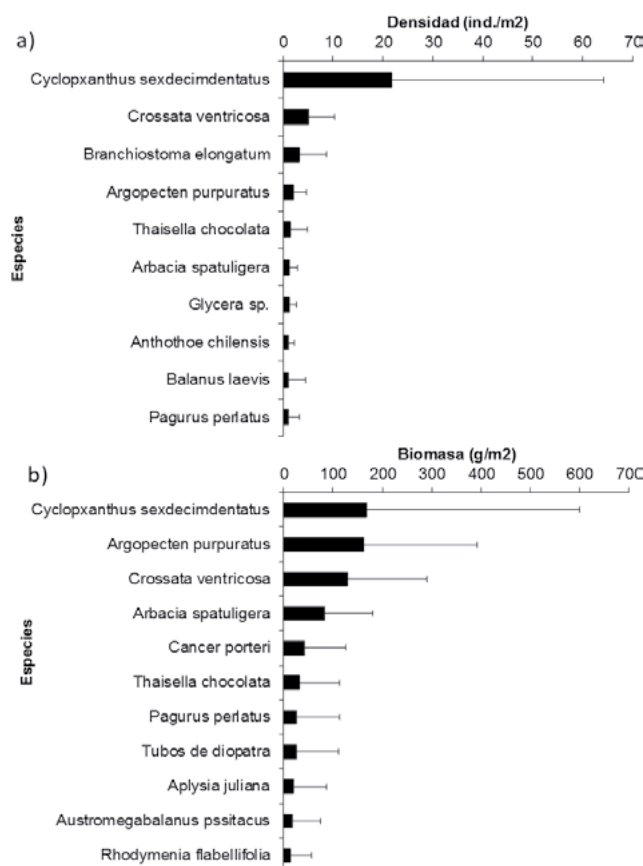 Densidad (ind./m2)
a)
0 10 20 30 40 50 60 70
Cyclopxanthus sexdecimdentatus
Crossata ventricosa
Branchiostoma elongatum
Argopecten purpuratus
Thaisella chocolata
Arbacia spatuligera
Glycera sp.
Anthothoe chilensis
Balanus laevis
Pagurus perlatus
Especies
Biomasa (g/m2)
b)
0 100 200 300 400 500 600 700
Cyclopxanthus sexdecimdentatus
Argopecten purpuratus
Crossata ventricosa
Arbacia spatuligera
Cancer porteri
Thaisella chocolata
Pagurus perlatus
Tubos de diopatra
Aplysia juliana
Austromegabalanus pssitacus
Rhodymenia flabellifolia
Especies